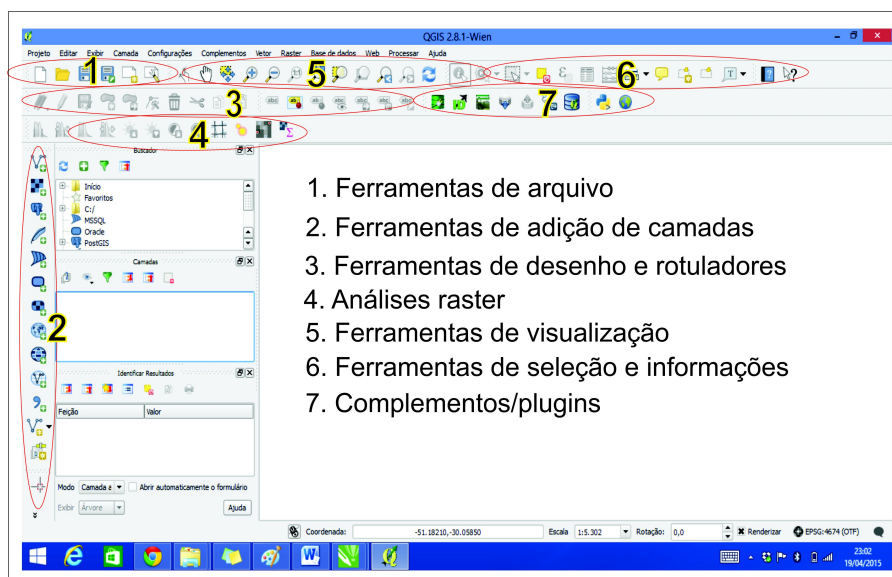 QGIS 2.8.1-Wien
Projeto Editar Exibir Camada Configurações Complementos Vetor Raster Base de dados Web Processar Ajuda
1
5
6
3
7
4
2
Buscador
Início
Favoritos
C:/
MSSQL
Oracle
PostGIS
Camadas
Identificar Resultados
Feição Valor
Modo Camada a Abrir automaticamente o formulário
Exibir Árvore Ajuda
1. Ferramentas de arquivo
2. Ferramentas de adição de camadas
3. Ferramentas de desenho e rotuladores
4. Análises raster
5. Ferramentas de visualização
6. Ferramentas de seleção e informações
7. Complementos/plugins
Coordenada: -51.18210,-30.05850 Escala 1:5.302 Rotação: 0,0 Renderizar EPSG:4674 (OTF)
23:02
19/04/2015